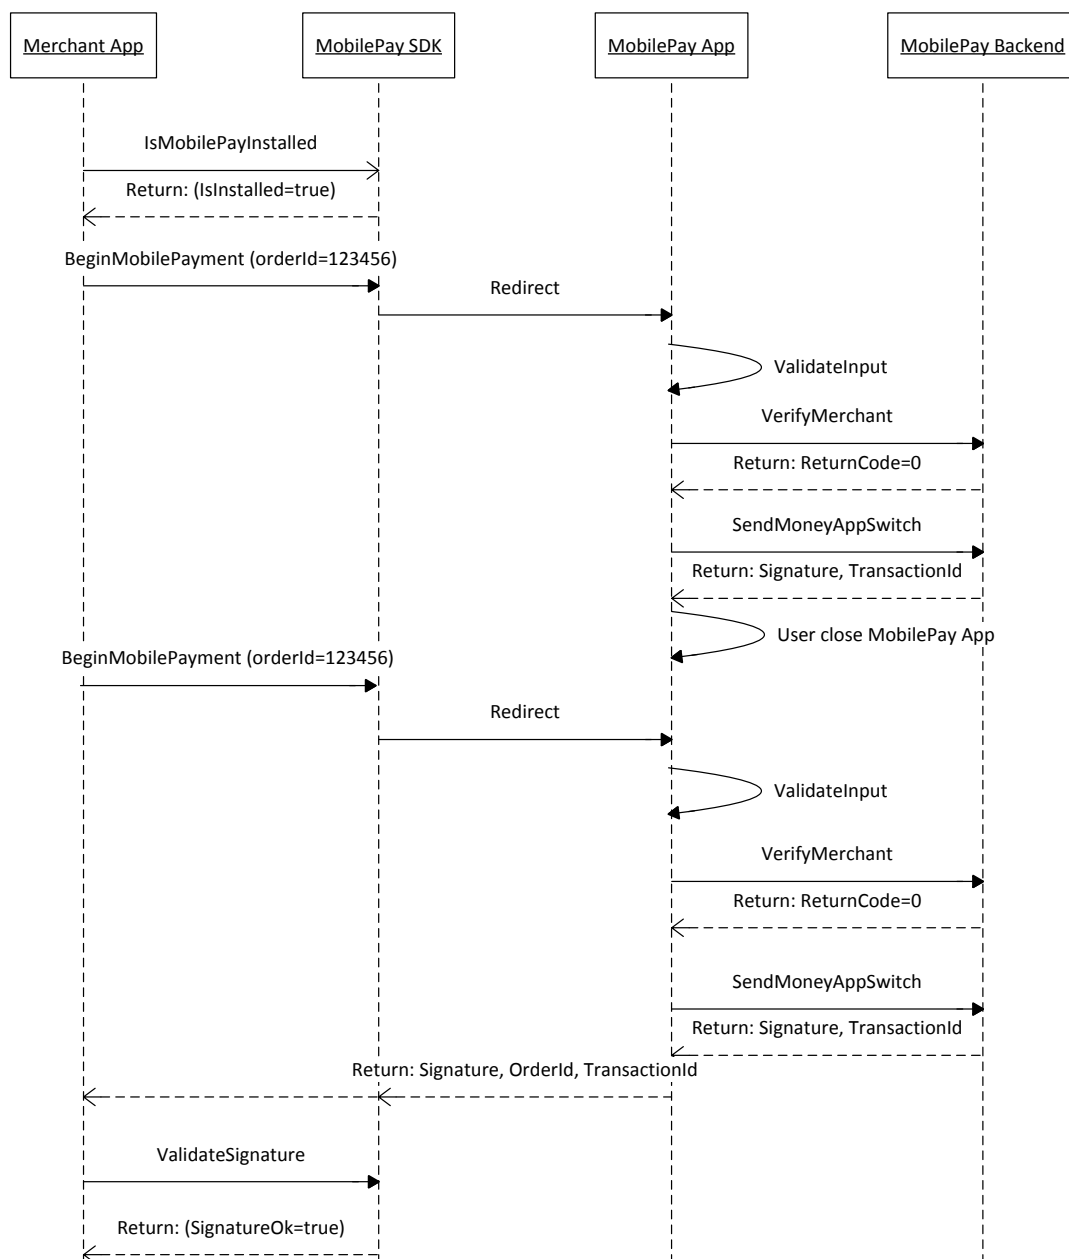 Merchant App
MobilePay SDK
MobilePay App
MobilePay Backend
IsMobilePayInstalled
Return: (IsInstalled=true)
BeginMobilePayment (orderId=123456)
Redirect
ValidateInput
VerifyMerchant
Return: ReturnCode=0
SendMoneyAppSwitch
Return: Signature, TransactionId
User close MobilePay App
BeginMobilePayment (orderId=123456)
Redirect
ValidateInput
VerifyMerchant
Return: ReturnCode=0
SendMoneyAppSwitch
Return: Signature, TransactionId
Return: Signature, OrderId, TransactionId
ValidateSignature
Return: (SignatureOk=true)